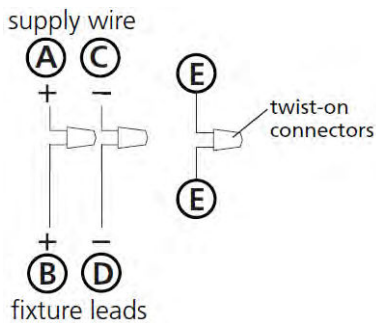 supply wire
A C
+ −
E
twist-on
connectors
E
+ −
B D
fixture leads